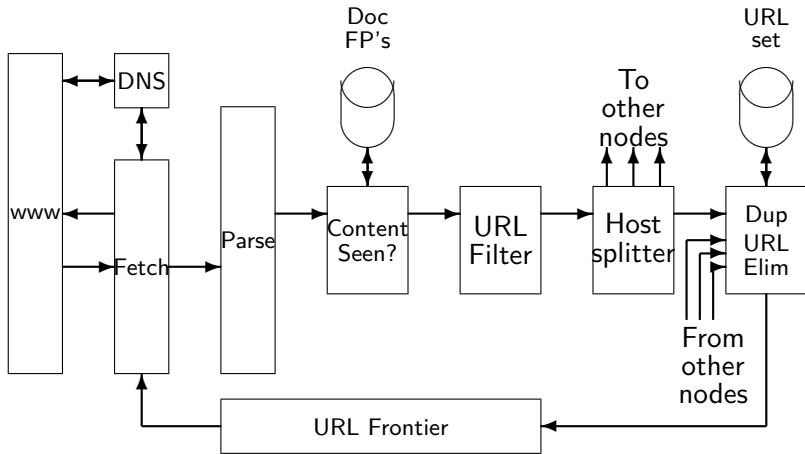 Doc
FP's
URL
set
DNS
To
other
nodes
www
Fetch
Parse
Content
Seen?
URL
Filter
Host
splitter
Dup
URL
Elim
From
other
nodes
URL Frontier